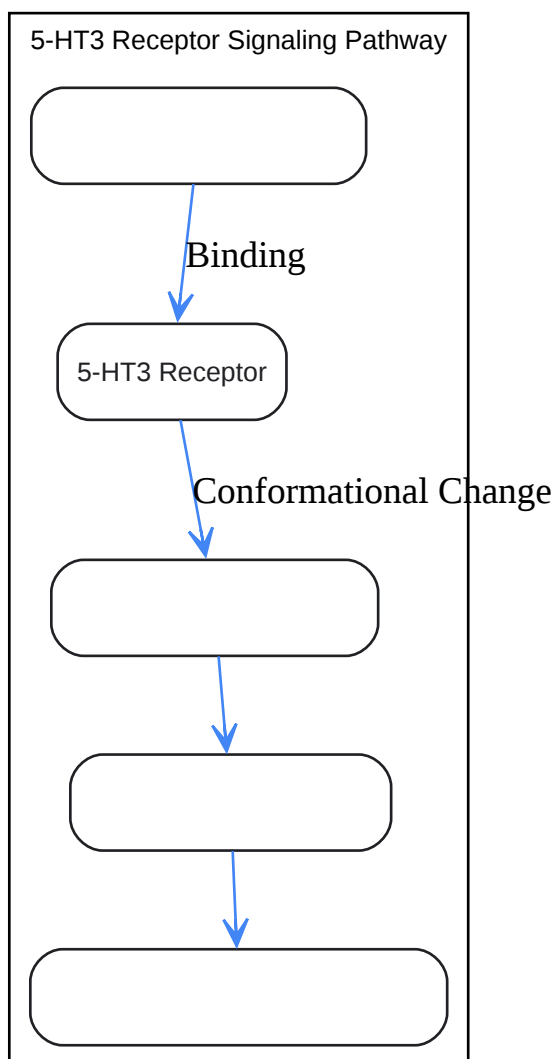 5-HT3 Receptor Signaling Pathway
Binding
5-HT3 Receptor
Conformational Change